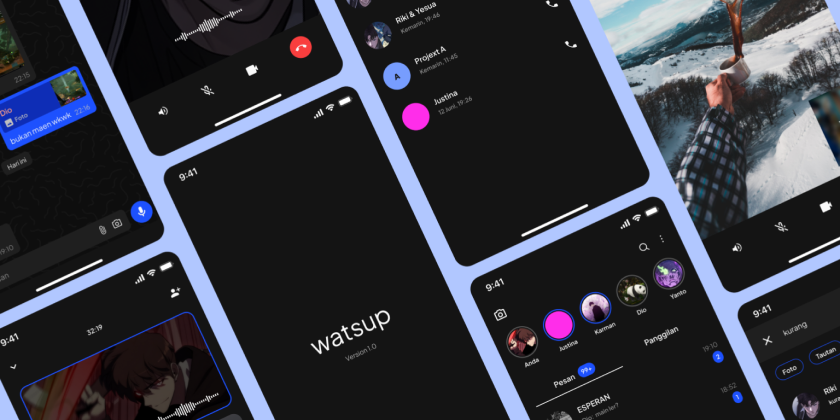 22:15
Dio
Foto
bukan maen wkwk 22:16
Hari ini
9:41
32:19
9:41
watsup
Version 1.0
Riki & Yesua
Kemarin, 19:46
A
Projext A
Kemarin, 11:45
Justina
12 Juni, 19:26
9:41
Anda
Justina
Karman
Dio
Yanto
Pesan 99+
Panggilan
ESPERAN
19:10
2
18:52
1
9:41
kurang
Foto
Tautan
Riki